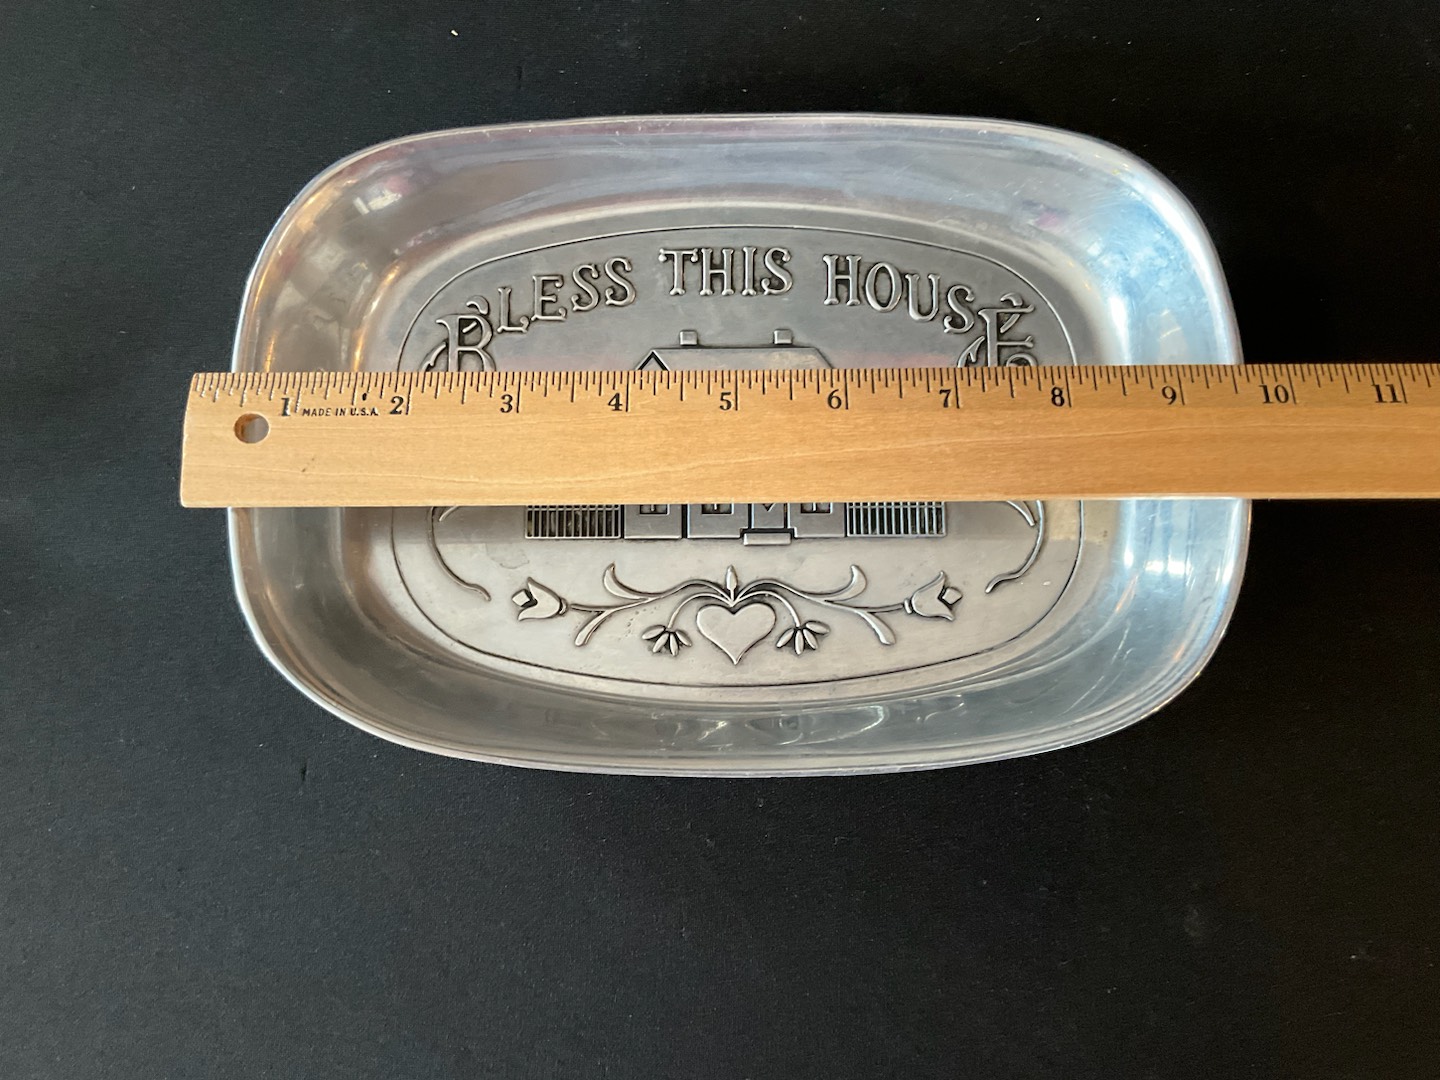 BLESS THIS HOUSE
1 MADE IN U.S.A. 2 3 4 5 6 7 8 9 10 11